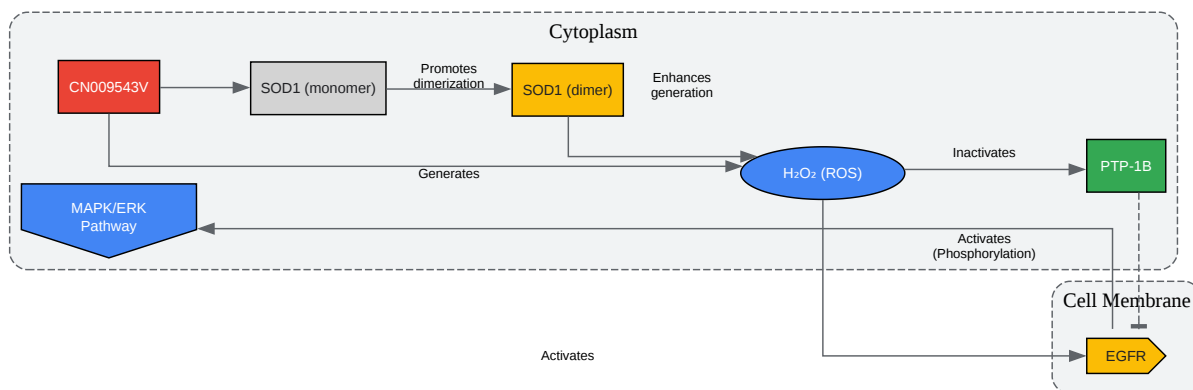 Cytoplasm
CN009543V
SOD1 (monomer)
Promotes
dimerization
SOD1 (dimer)
Enhances
generation
Generates
H₂O₂ (ROS)
Inactivates
PTP-1B
MAPK/ERK
Pathway
Activates
(Phosphorylation)
Cell Membrane
Activates
EGFR